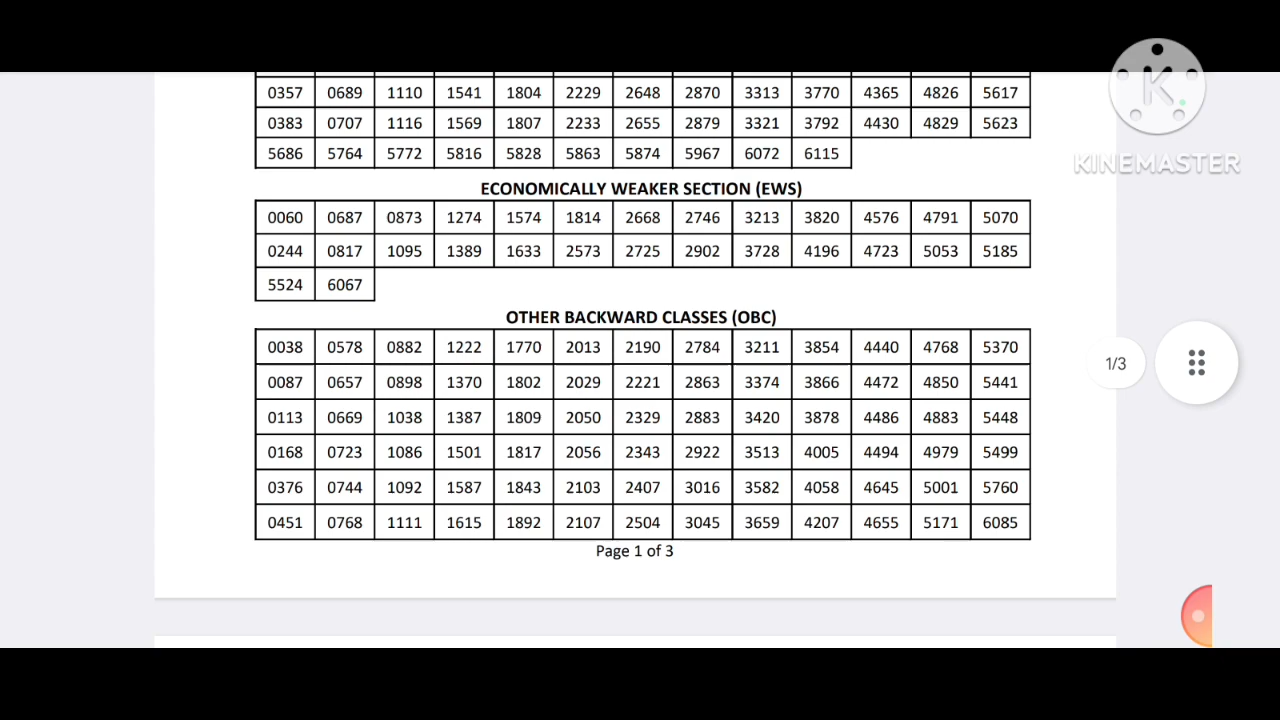 0357 0689 1110 1541 1804 2229 2648 2870 3313 3770 4365 4826 5617
0383 0707 1116 1569 1807 2233 2655 2879 3321 3792 4430 4829 5623
5686 5764 5772 5816 5828 5863 5874 5967 6072 6115
ECONOMICALLY WEAKER SECTION (EWS)
0060 0687 0873 1274 1574 1814 2668 2746 3213 3820 4576 4791 5070
0244 0817 1095 1389 1633 2573 2725 2902 3728 4196 4723 5053 5185
5524 6067
OTHER BACKWARD CLASSES (OBC)
0038 0578 0882 1222 1770 2013 2190 2784 3211 3854 4440 4768 5370
0087 0657 0898 1370 1802 2029 2221 2863 3374 3866 4472 4850 5441
0113 0669 1038 1387 1809 2050 2329 2883 3420 3878 4486 4883 5448
0168 0723 1086 1501 1817 2056 2343 2922 3513 4005 4494 4979 5499
0376 0744 1092 1587 1843 2103 2407 3016 3582 4058 4645 5001 5760
0451 0768 1111 1615 1892 2107 2504 3045 3659 4207 4655 5171 6085
Page 1 of 3
1/3
K
KINEMASTER